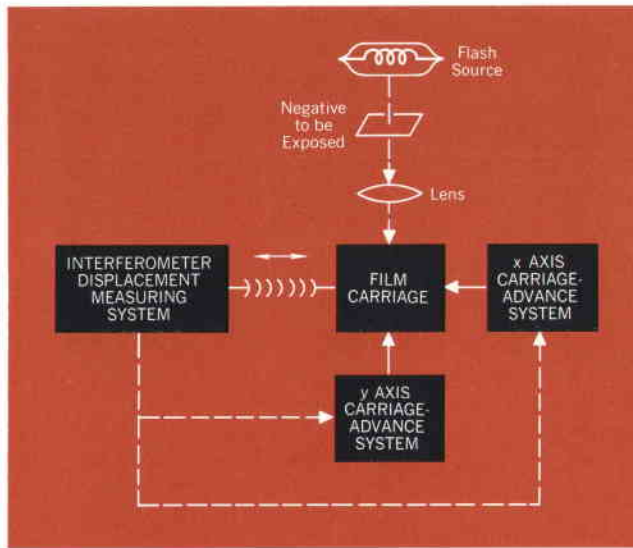 Flash
Source
Negative
to be
Exposed
Lens
INTERFEROMETER
DISPLACEMENT
MEASURING
SYSTEM
FILM
CARRIAGE
x AXIS
CARRIAGE-
ADVANCE
SYSTEM
y AXIS
CARRIAGE-
ADVANCE
SYSTEM